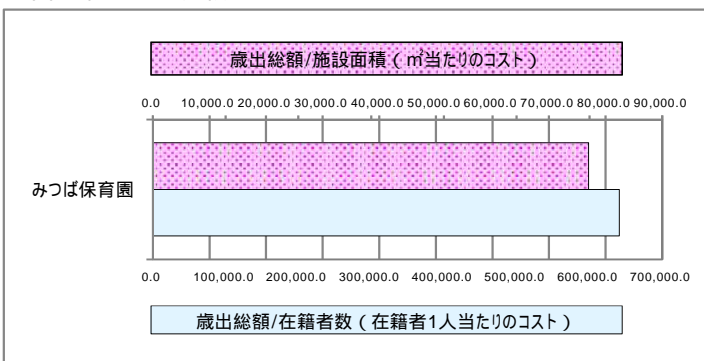 歳出総額/施設面積（㎡当たりのコスト）
0.0 10,000.0 20,000.0 30,000.0 40,000.0 50,000.0 60,000.0 70,000.0 80,000.0 90,000.0
みつば保育園
0.0 100,000.0 200,000.0 300,000.0 400,000.0 500,000.0 600,000.0 700,000.0
歳出総額/在籍者数（在籍者1人当たりのコスト）